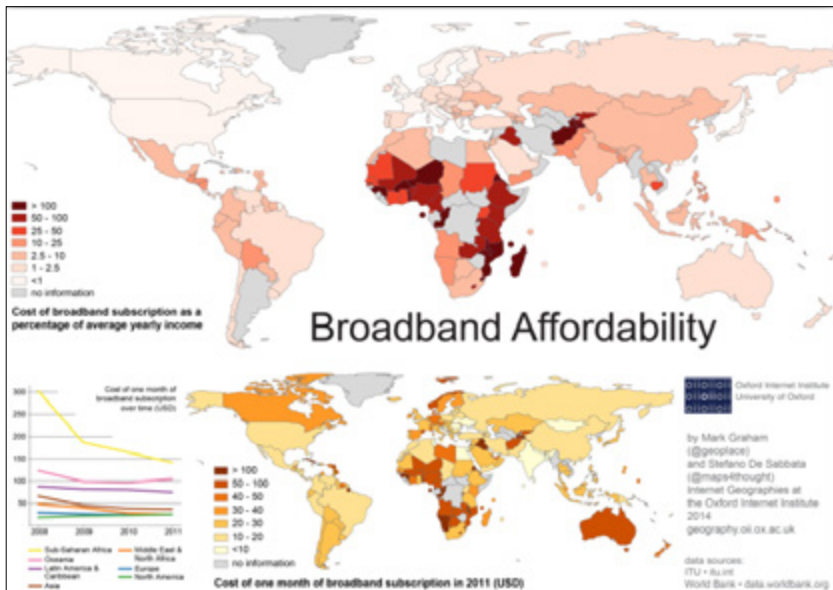 > 100
50 - 100
25 - 50
10 - 25
2.5 - 10
1 - 2.5
<1
no information
Cost of broadband subscription as a
percentage of average yearly income
Broadband Affordability
Cost of one month of
broadband subscription
over time (USD)
300
250
200
150
100
50
2008
2009
2010
2011
Sub-Saharan Africa
Oceania
Latin America &
Caribbean
Asia
Middle East &
North Africa
Europe
North America
> 100
50 - 100
40 - 50
30 - 40
20 - 30
10 - 20
<10
no information
Cost of one month of broadband subscription in 2011 (USD)
Oxford Internet Institute
University of Oxford
by Mark Graham
(@geoplace)
and Stefano De Sabbata
(@maps4thought)
Internet Geographies at
the Oxford Internet Institute
2014
geography.oii.ox.ac.uk
data sources:
ITU • itu.int
World Bank • data.worldbank.org